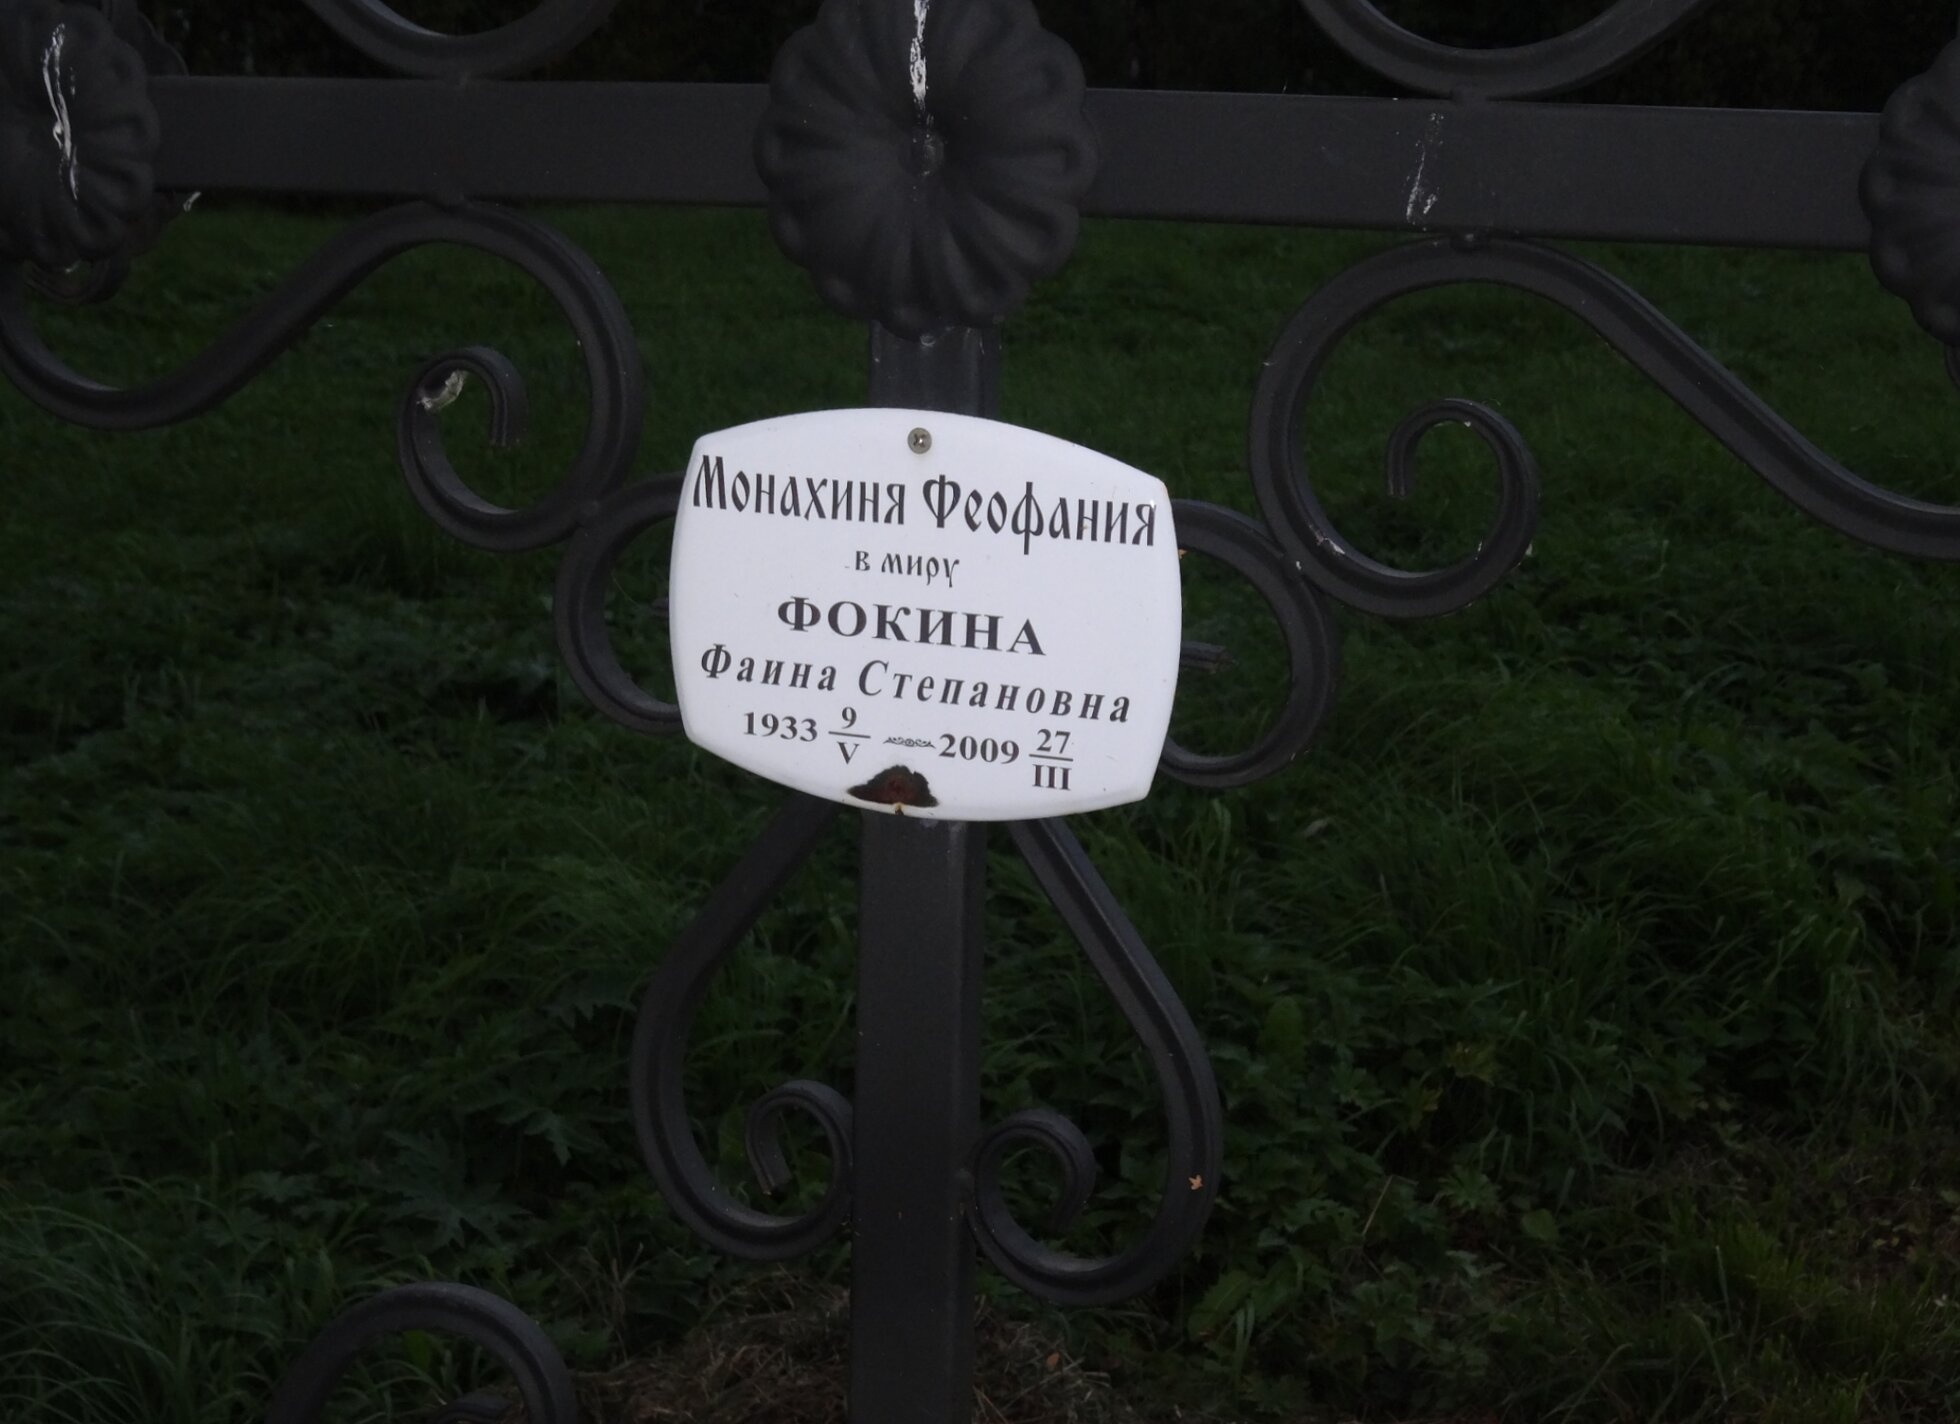 Монахиня Феофания
в миру
ФОКИНА
Фаина Степановна
1933 9/V 2009 27/III